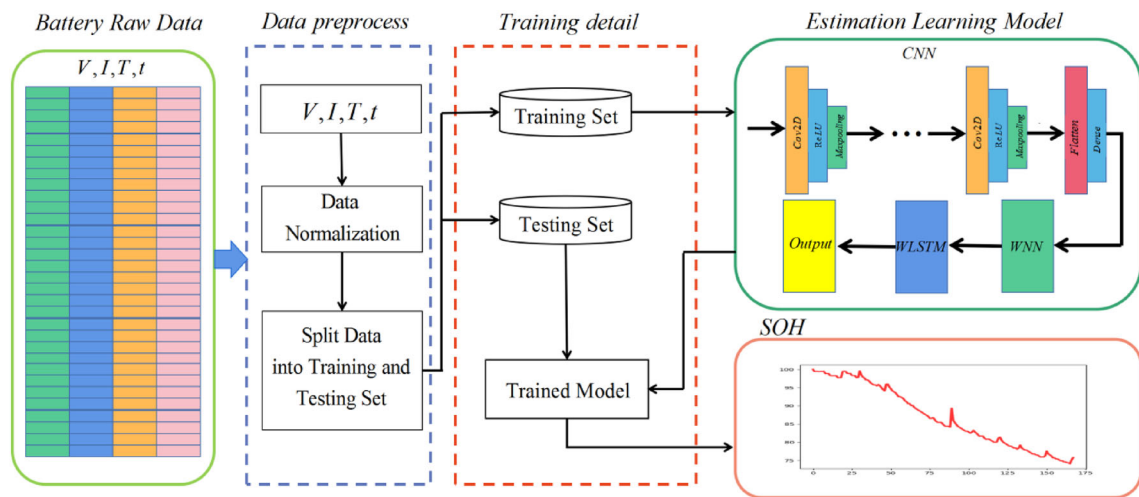 Battery Raw Data
Data preprocess
Training detail
Estimation Learning Model
V,I,T,t
V,I,T,t
Data
Normalization
Split Data
into Training and
Testing Set
Training Set
Testing Set
Trained Model
CNN
Cov2D
ReLU
Maxpooling
Cov2D
ReLU
Maxpooling
Flatten
Dense
Output
WLSTM
WNN
SOH
100
95
90
85
80
75
0
25
50
75
100
125
150
175